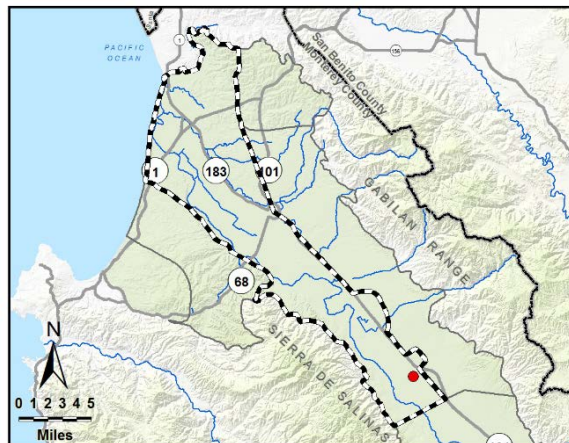 PACIFIC
OCEAN
1
156
San Benito County
Monterey County
1
183
101
GABILAN RANGE
68
SIERRA DE SALINAS
N
0 1 2 3 4 5
Miles